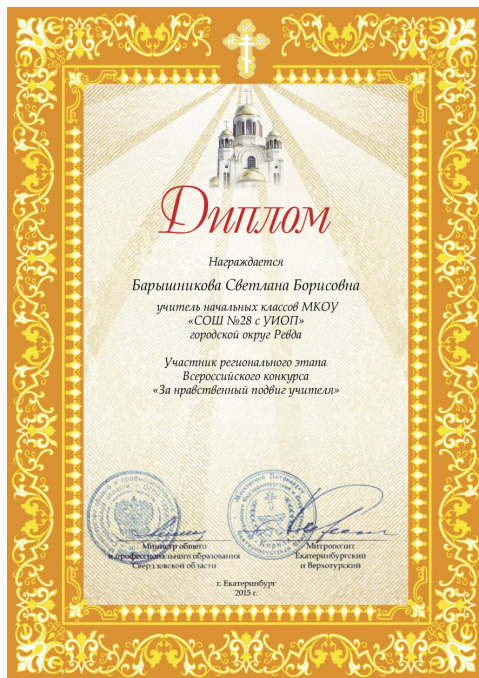 Диплом
Награждается
Барышникова Светлана Борисовна
учитель начальных классов МКОУ
«СОШ №28 с УИОП»
городской округ Ревда
Участник регионального этапа
Всероссийского конкурса
«За нравственный подвиг учителя»
Министр общего
и профессионального образования
Свердловской области
Митрополит
Екатеринбургский
и Верхотурский
г. Екатеринбург
2015 г.